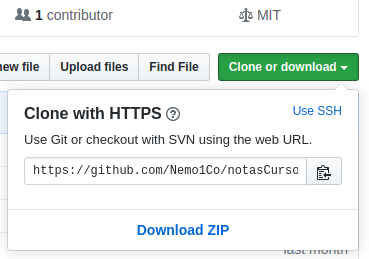 1 contributor
MIT
new file
Upload files
Find File
Clone or download
Clone with HTTPS
Use SSH
Use Git or checkout with SVN using the web URL.
https://github.com/Nemo1Co/notasCurso
Download ZIP
last month